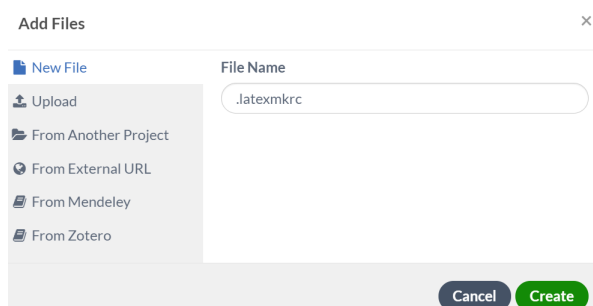 Add Files
×
New File
Upload
From Another Project
From External URL
From Mendeley
From Zotero
File Name
.latexmkrc
Cancel
Create